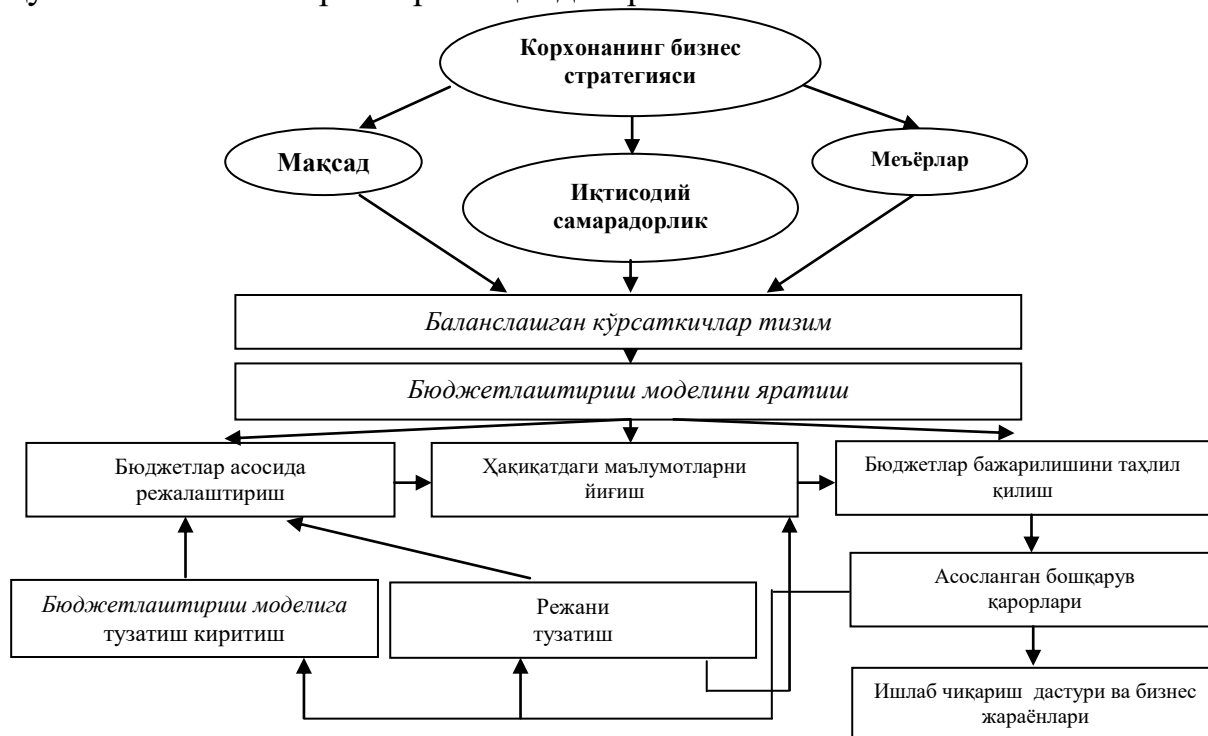 Корхонанинг бизнес
стратегияси
Мақсад
Иқтисодий
самарадорлик
Меъёрлар
Баланслашган кўрсаткичлар тизим
Бюджетлаштириш моделини яратиш
Бюджетлар асосида
режалаштириш
Ҳақиқатдаги маълумотларни
йиғиш
Бюджетлар бажарилишини таҳлил
қилиш
Бюджетлаштириш моделига
тузатиш киритиш
Режани
тузатиш
Асосланган бошқарув
қарорлари
Ишлаб чиқариш дастури ва бизнес
жараёнлари